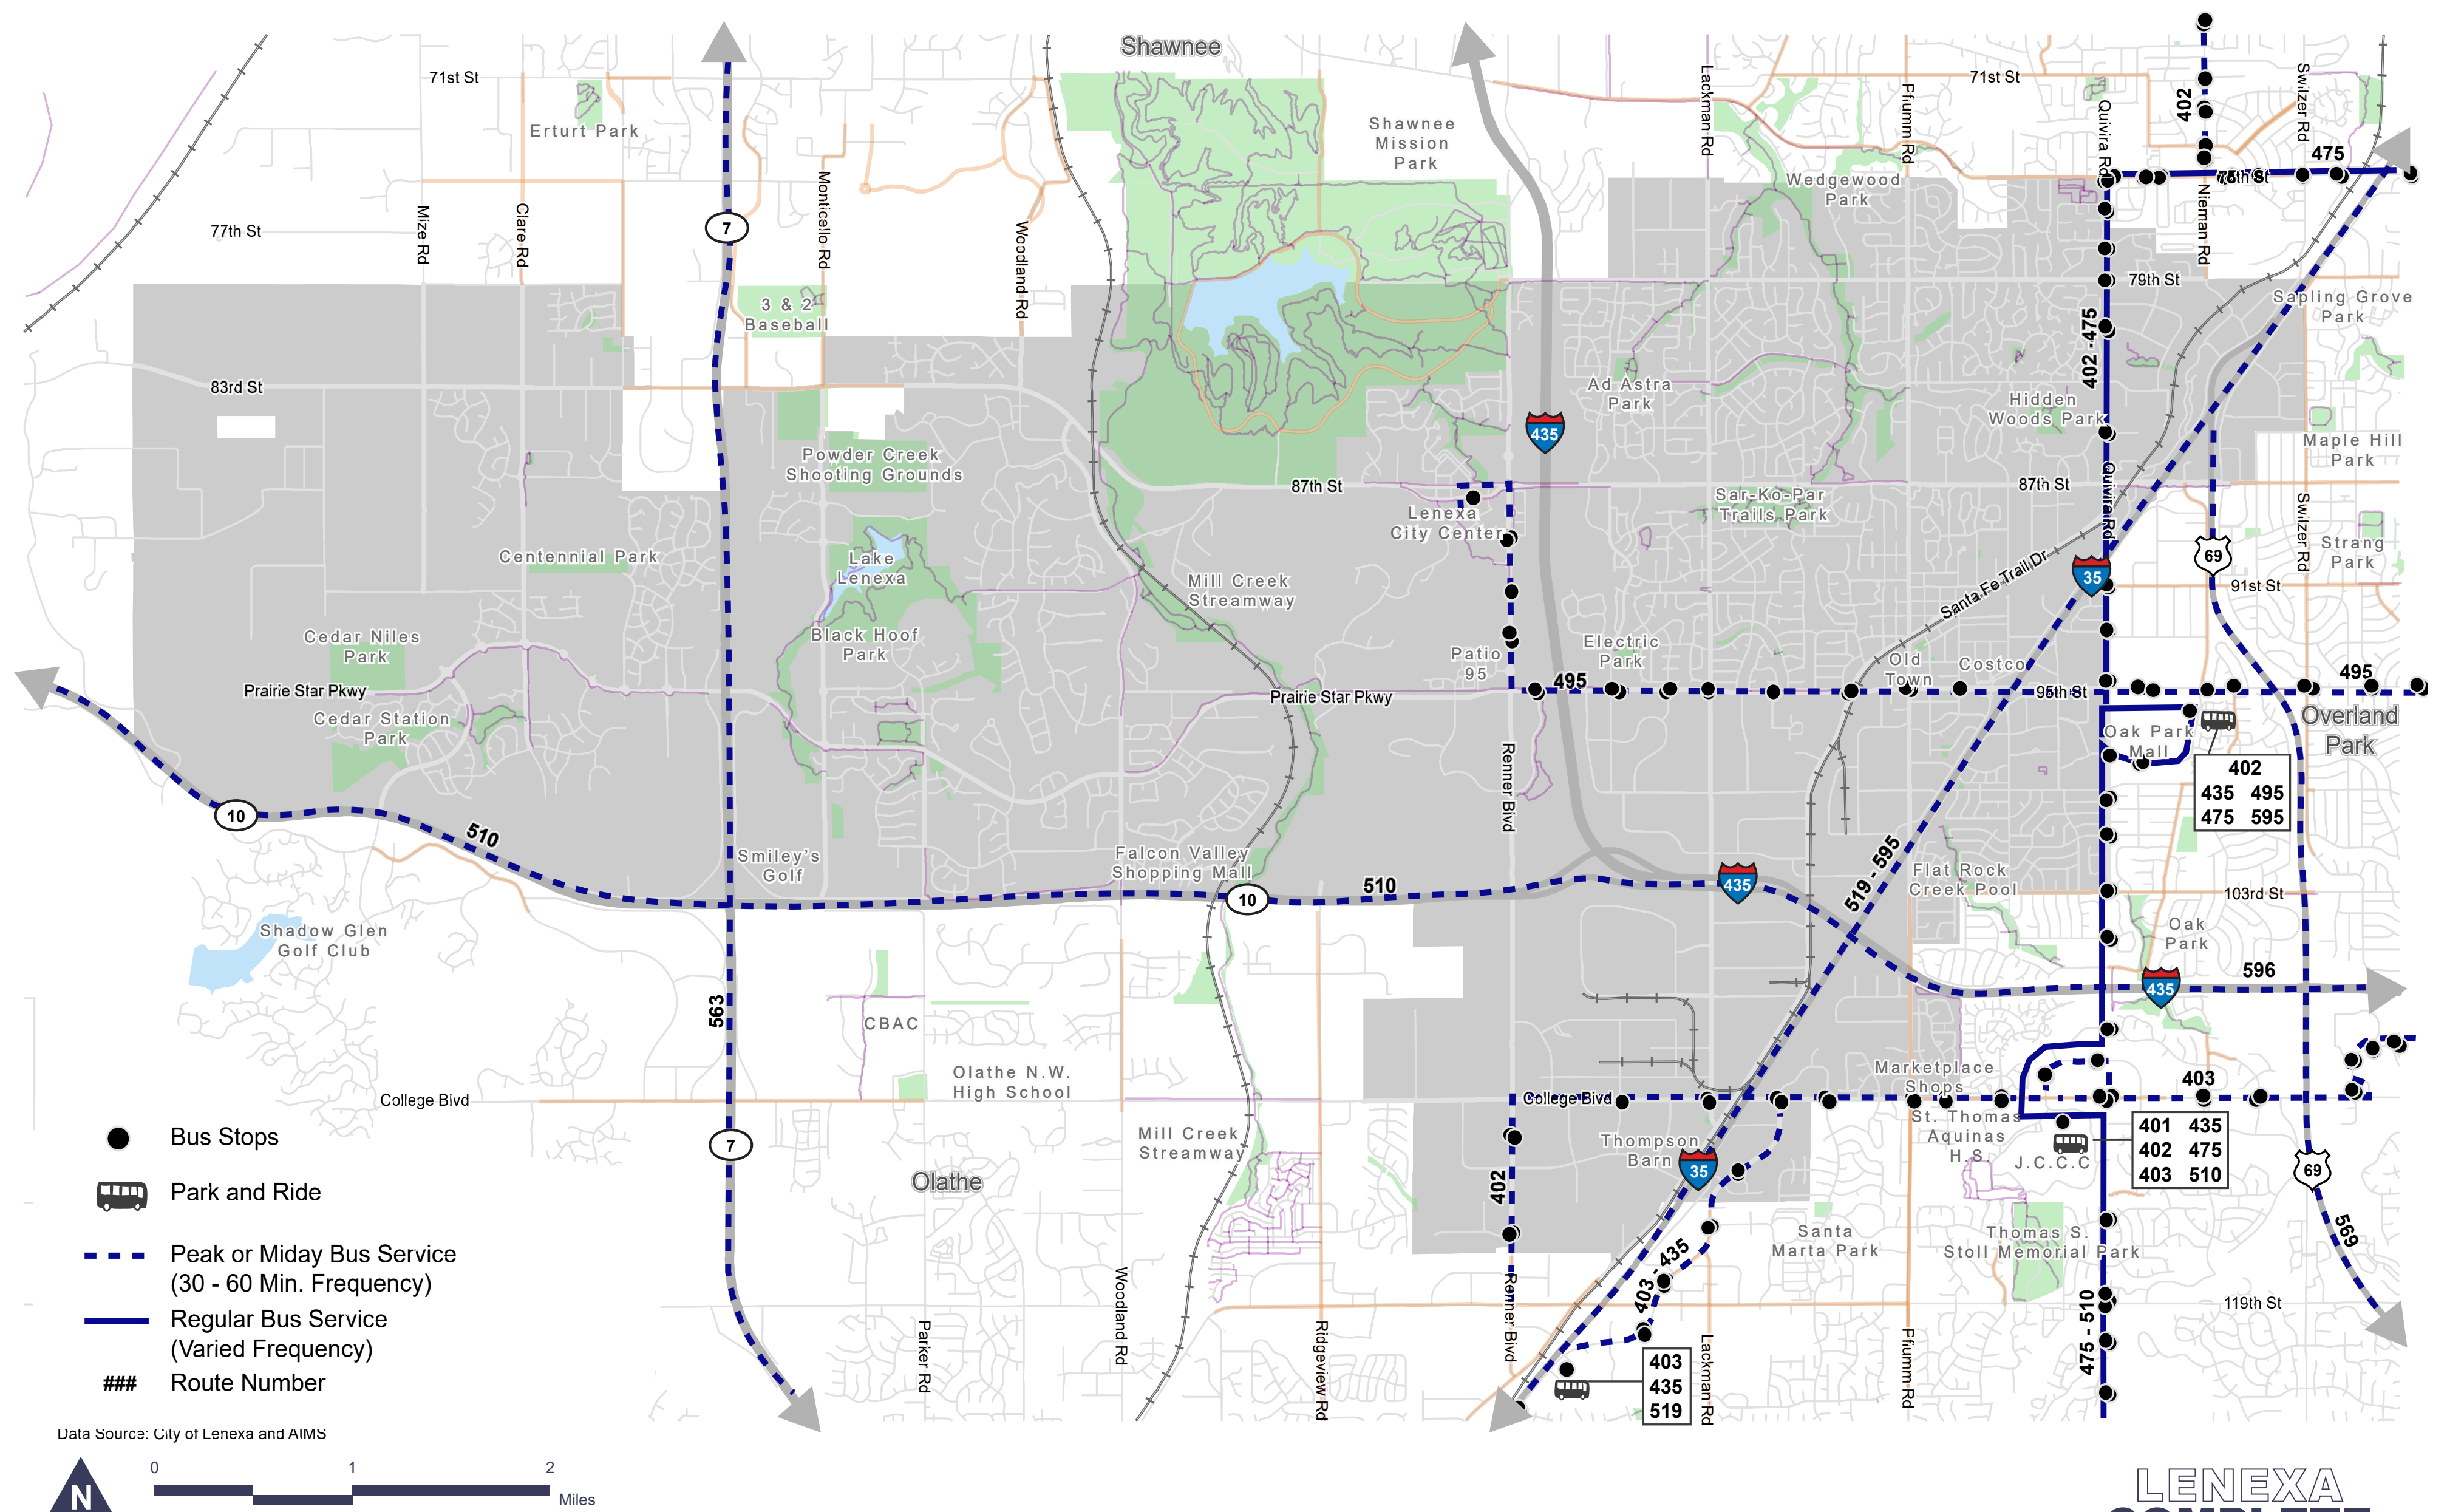 Shawnee
71st St
71st St
Erturt Park
Shawnee
Mission
Park
Lackman Rd
Pflumm Rd
Quivira Rd
402
Switzer Rd
475
75th St
Wedgewood
Park
Nieman Rd
Mize Rd
Clare Rd
7
Monticello Rd
Woodland Rd
77th St
79th St
Sapling Grove
Park
3 & 2
Baseball
402 -475
83rd St
Ad Astra
Park
Hidden
Woods Park
435
Maple Hill
Park
Powder Creek
Shooting Grounds
87th St
87th St
Quivira Rd
Switzer Rd
Sar-Ko-Par
Trails Park
Lenexa
City Center
Centennial Park
Lake
Lenexa
Strang
Park
69
35
Santa Fe Trail Dr
91st St
Mill Creek
Streamway
Cedar Niles
Park
Black Hoof
Park
Patio
95
Electric
Park
Old
Town
Costco
Prairie Star Pkwy
Prairie Star Pkwy
495
95th St
495
Cedar Station
Park
Overland
Park
Oak Park
Mall
402
435 495
475 595
Renner Blvd
10
510
Smiley's
Golf
Falcon Valley
Shopping Mall
510
10
435
519 - 595
Flat Rock
Creek Pool
103rd St
Shadow Glen
Golf Club
Oak
Park
596
435
563
CBAC
Olathe N.W.
High School
Marketplace
Shops
403
College Blvd
College Blvd
St. Thomas
Aquinas
H.S.
J.C.C.C
401 435
402 475
403 510
7
Mill Creek
Streamway
Thompson
Barn
35
69
Olathe
402
Santa
Marta Park
Thomas S.
Stoll Memorial Park
569
403 - 435
119th St
475 - 510
Parker Rd
Woodland Rd
Ridgeview Rd
Renner Blvd
Lackman Rd
Pflumm Rd
403
435
519
Bus Stops
Park and Ride
Peak or Miday Bus Service
(30 - 60 Min. Frequency)
Regular Bus Service
(Varied Frequency)
### Route Number
Data Source: City of Lenexa and AIMS
N
0 1 2
Miles
LENEXA